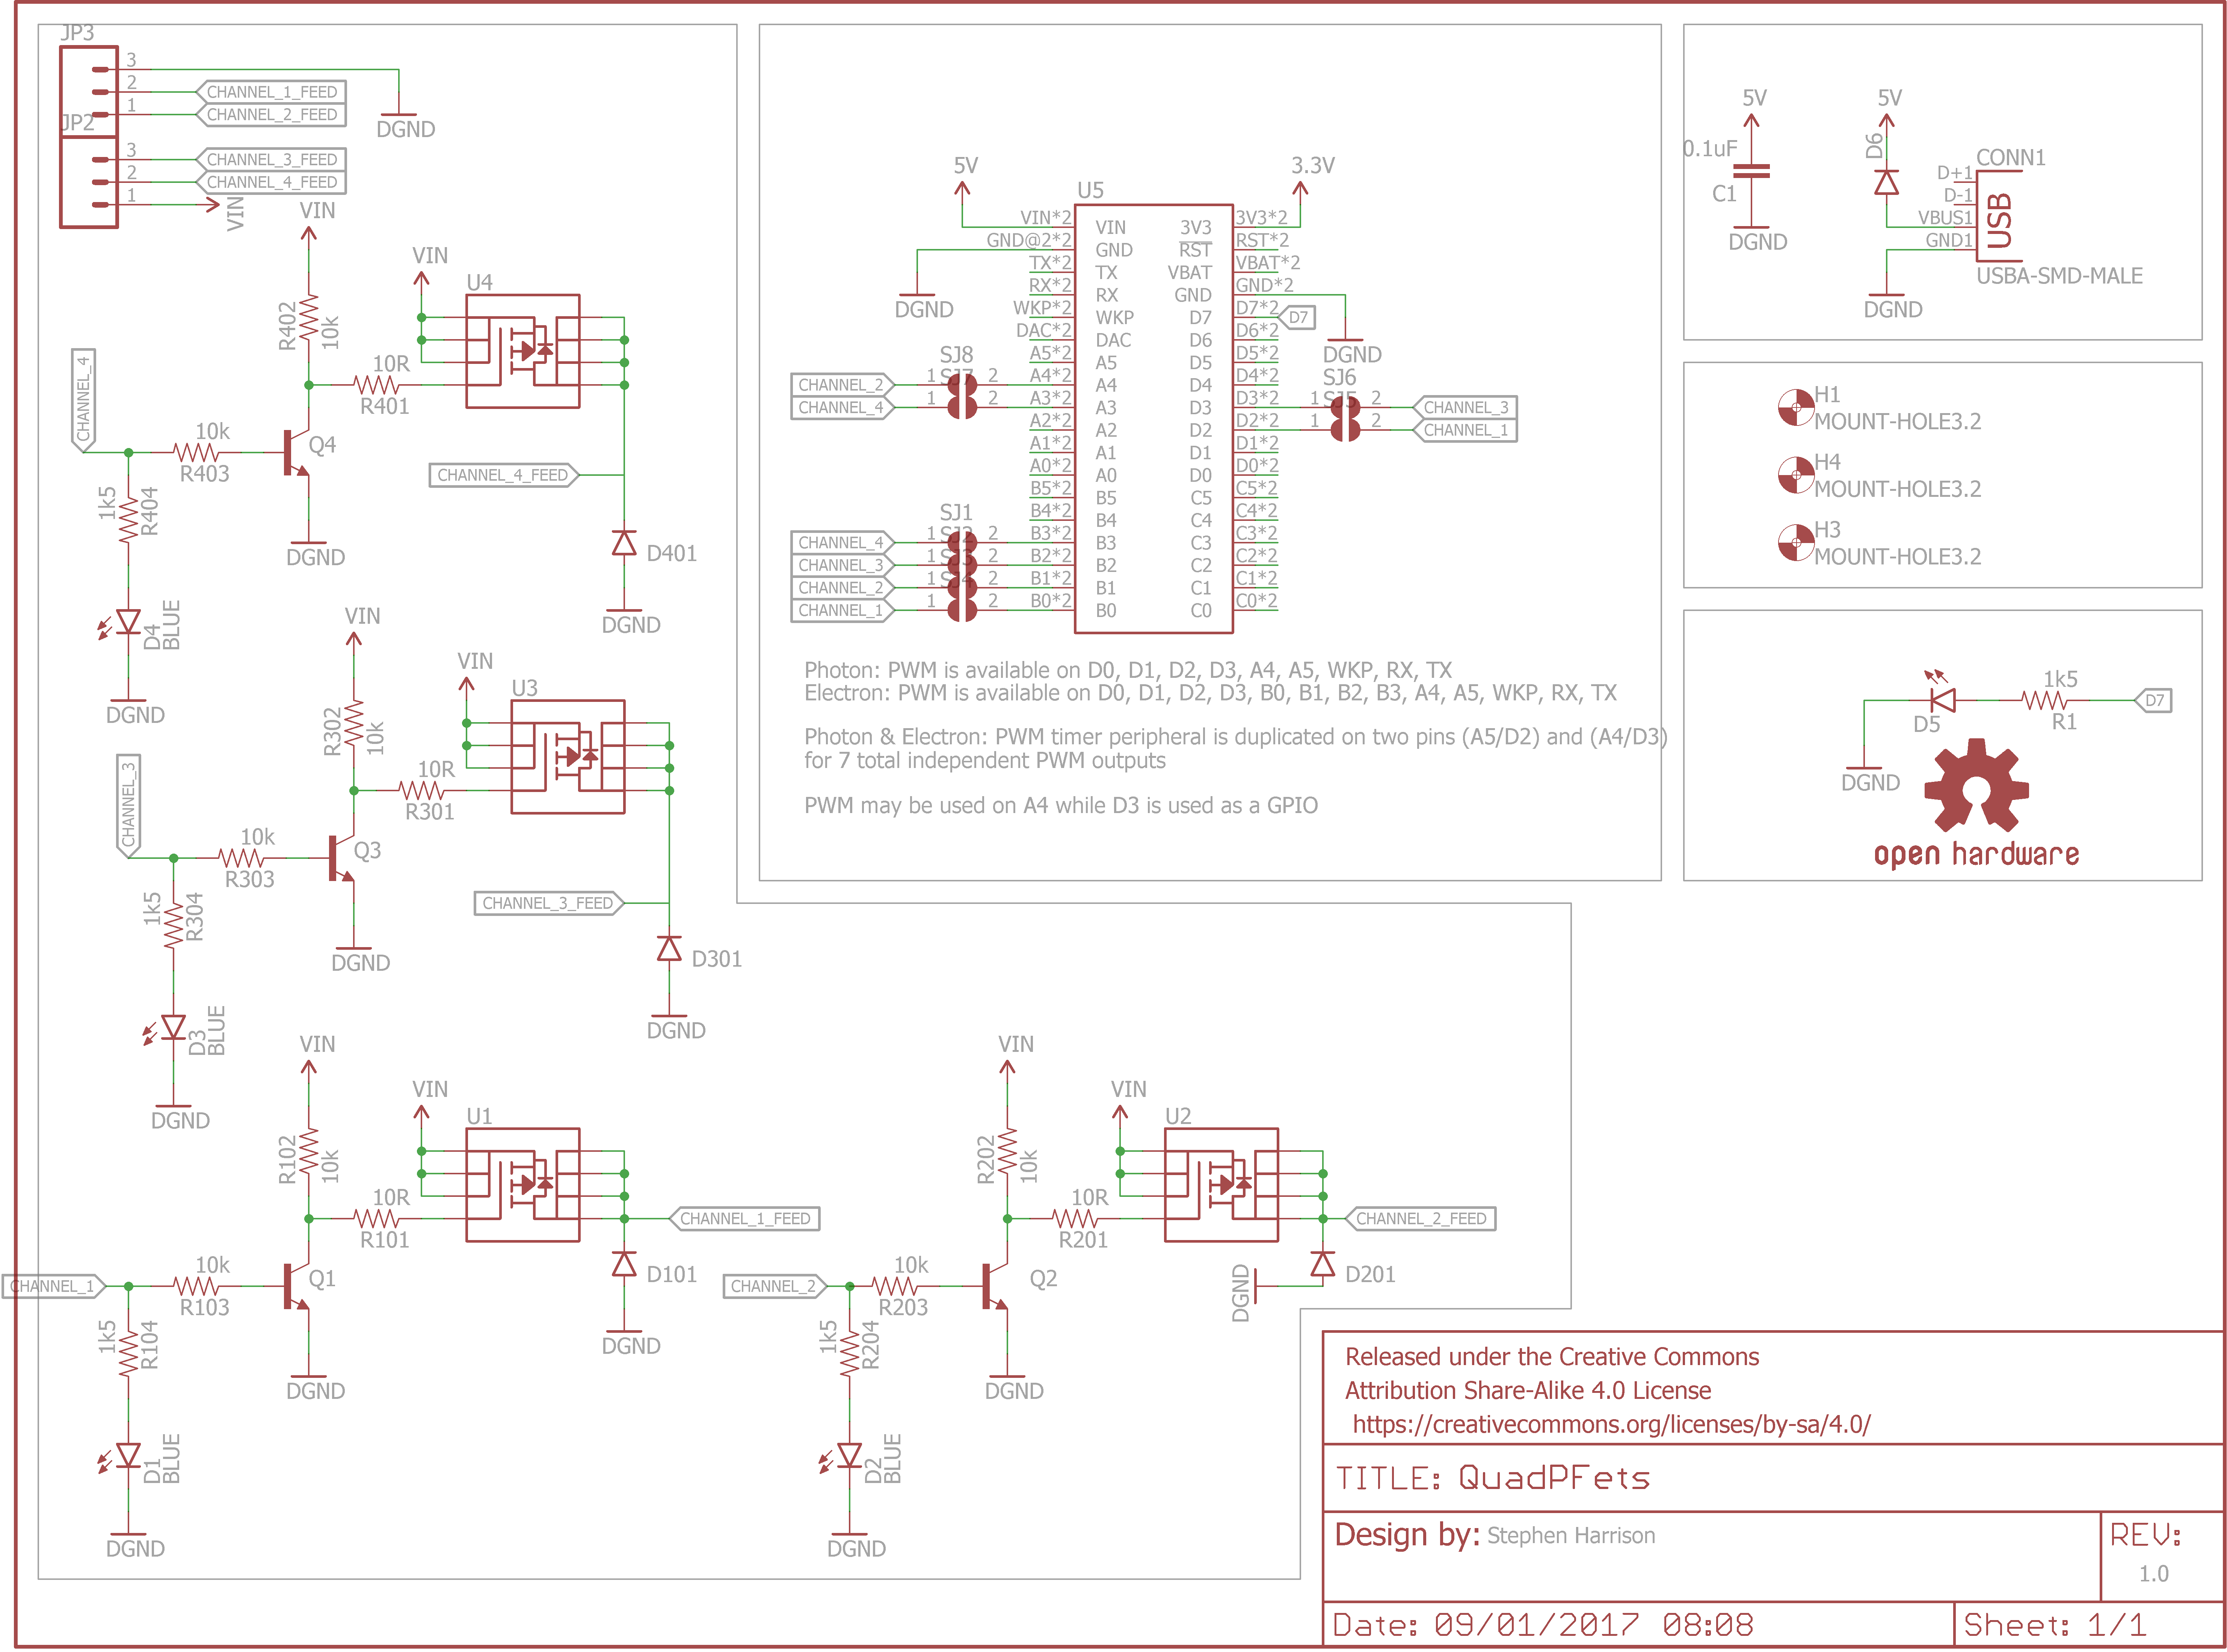 JP3
3
2
1
CHANNEL_1_FEED
CHANNEL_2_FEED
DGND
JP2
3
2
1
CHANNEL_3_FEED
CHANNEL_4_FEED
VIN
VIN
R402
10k
VIN
U4
10R
R401
CHANNEL_4
10k
R403
Q4
CHANNEL_4_FEED
1k5
R404
DGND
D401
DGND
D4
BLUE
DGND
VIN
R302
10k
VIN
U3
10R
R301
CHANNEL_3
10k
R303
Q3
CHANNEL_3_FEED
1k5
R304
DGND
D301
DGND
D3
BLUE
DGND
VIN
R102
10k
VIN
U1
10R
R101
CHANNEL_1_FEED
CHANNEL_1
10k
R103
Q1
D101
DGND
1k5
R104
DGND
D1
BLUE
DGND
VIN
R202
10k
VIN
U2
10R
R201
CHANNEL_2_FEED
CHANNEL_2
10k
R203
Q2
D201
DGND
1k5
R204
DGND
D2
BLUE
DGND
5V
3.3V
U5
VIN*2 VIN 3V3 3V3*2
GND@2*2 GND RST RST*2
TX*2 TX VBAT VBAT*2
RX*2 RX GND GND*2
WKP*2 WKP D7 D7*2 D7
DAC*2 DAC D6 D6*2
A5*2 A5 D5 D5*2
A4*2 A4 D4 D4*2
A3*2 A3 D3 D3*2
A2*2 A2 D2 D2*2
A1*2 A1 D1 D1*2
A0*2 A0 D0 D0*2
B5*2 B5 C5 C5*2
B4*2 B4 C4 C4*2
B3*2 B3 C3 C3*2
B2*2 B2 C2 C2*2
B1*2 B1 C1 C1*2
B0*2 B0 C0 C0*2
DGND
DGND
SJ8
CHANNEL_2 1 2
SJ7
CHANNEL_4 1 2
SJ6
1 2 CHANNEL_3
SJ5
1 2 CHANNEL_1
SJ1
CHANNEL_4 1 2
SJ2
CHANNEL_3 1 2
SJ3
CHANNEL_2 1 2
SJ4
CHANNEL_1 1 2
Photon: PWM is available on D0, D1, D2, D3, A4, A5, WKP, RX, TX
Electron: PWM is available on D0, D1, D2, D3, B0, B1, B2, B3, A4, A5, WKP, RX, TX
Photon & Electron: PWM timer peripheral is duplicated on two pins (A5/D2) and (A4/D3)
for 7 total independent PWM outputs
PWM may be used on A4 while D3 is used as a GPIO
5V
0.1uF
C1
DGND
5V
D6
CONN1
D+1
D-1
VBUS1
GND1
USB
USBA-SMD-MALE
DGND
H1
MOUNT-HOLE3.2
H4
MOUNT-HOLE3.2
H3
MOUNT-HOLE3.2
D5
1k5
R1
D7
DGND
open hardware
Released under the Creative Commons
Attribution Share-Alike 4.0 License
https://creativecommons.org/licenses/by-sa/4.0/
TITLE: QuadPFets
Design by: Stephen Harrison
REV:
1.0
Date: 09/01/2017 08:08
Sheet: 1/1